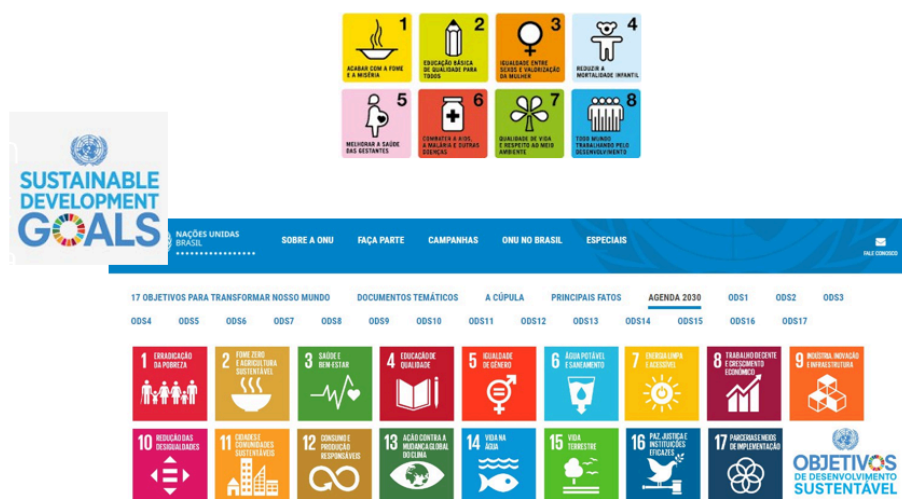 1
ACABAR COM A FOME
E A MISÉRIA
2
EDUCAÇÃO BÁSICA
DE QUALIDADE PARA
TODOS
3
IGUALDADE ENTRE
SEXOS E VALORIZAÇÃO
DA MULHER
4
REDUZIR A
MORTALIDADE INFANTIL
5
MELHORAR A SAÚDE
DAS GESTANTES
6
COMBATER A AIDS,
A MALÁRIA E OUTRAS
DOENÇAS
7
QUALIDADE DE VIDA
E RESPEITO AO MEIO
AMBIENTE
8
TODO MUNDO
TRABALHANDO PELO
DESENVOLVIMENTO
SUSTAINABLE
DEVELOPMENT
GOALS
NAÇÕES UNIDAS
BRASIL
SOBRE A ONU FAÇA PARTE CAMPANHAS ONU NO BRASIL ESPECIAIS
FALE CONOSCO
17 OBJETIVOS PARA TRANSFORMAR NOSSO MUNDO DOCUMENTOS TEMÁTICOS A CÚPULA PRINCIPAIS FATOS AGENDA 2030 ODS1 ODS2 ODS3
ODS4 ODS5 ODS6 ODS7 ODS8 ODS9 ODS10 ODS11 ODS12 ODS13 ODS14 ODS15 ODS16 ODS17
1 ERRADICAÇÃO
DA POBREZA
2 FOME ZERO
E AGRICULTURA
SUSTENTÁVEL
3 SAÚDE E
BEM-ESTAR
4 EDUCAÇÃO DE
QUALIDADE
5 IGUALDADE
DE GÊNERO
6 ÁGUA POTÁVEL
E SANEAMENTO
7 ENERGIA LIMPA
E ACESSÍVEL
8 TRABALHO DECENTE
E CRESCIMENTO
ECONÔMICO
9 INDÚSTRIA, INOVAÇÃO
E INFRAESTRUTURA
10 REDUÇÃO DAS
DESIGUALDADES
11 CIDADES E
COMUNIDADES
SUSTENTÁVEIS
12 CONSUMO E
PRODUÇÃO
RESPONSÁVEIS
13 AÇÃO CONTRA A
MUDANÇA GLOBAL
DO CLIMA
14 VIDA NA
ÁGUA
15 VIDA
TERRESTRE
16 PAZ, JUSTIÇA E
INSTITUIÇÕES
EFICAZES
17 PARCERIAS E MEIOS
DE IMPLEMENTAÇÃO
OBJETIVOS
DE DESENVOLVIMENTO
SUSTENTÁVEL